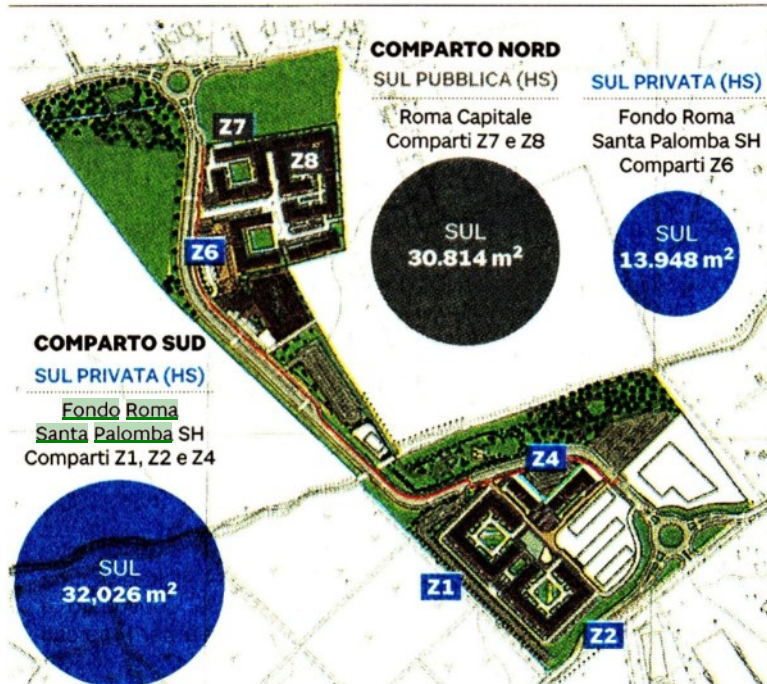 COMPARTO NORD
SUL PUBBLICA (HS)
Roma Capitale
Comparti Z7 e Z8
SUL
30.814 m²
SUL PRIVATA (HS)
Fondo Roma
Santa Palomba SH
Comparti Z6
SUL
13.948 m²
Z7
Z8
Z6
COMPARTO SUD
SUL PRIVATA (HS)
Fondo Roma
Santa Palomba SH
Comparti Z1, Z2 e Z4
SUL
32,026 m²
Z4
Z1
Z2